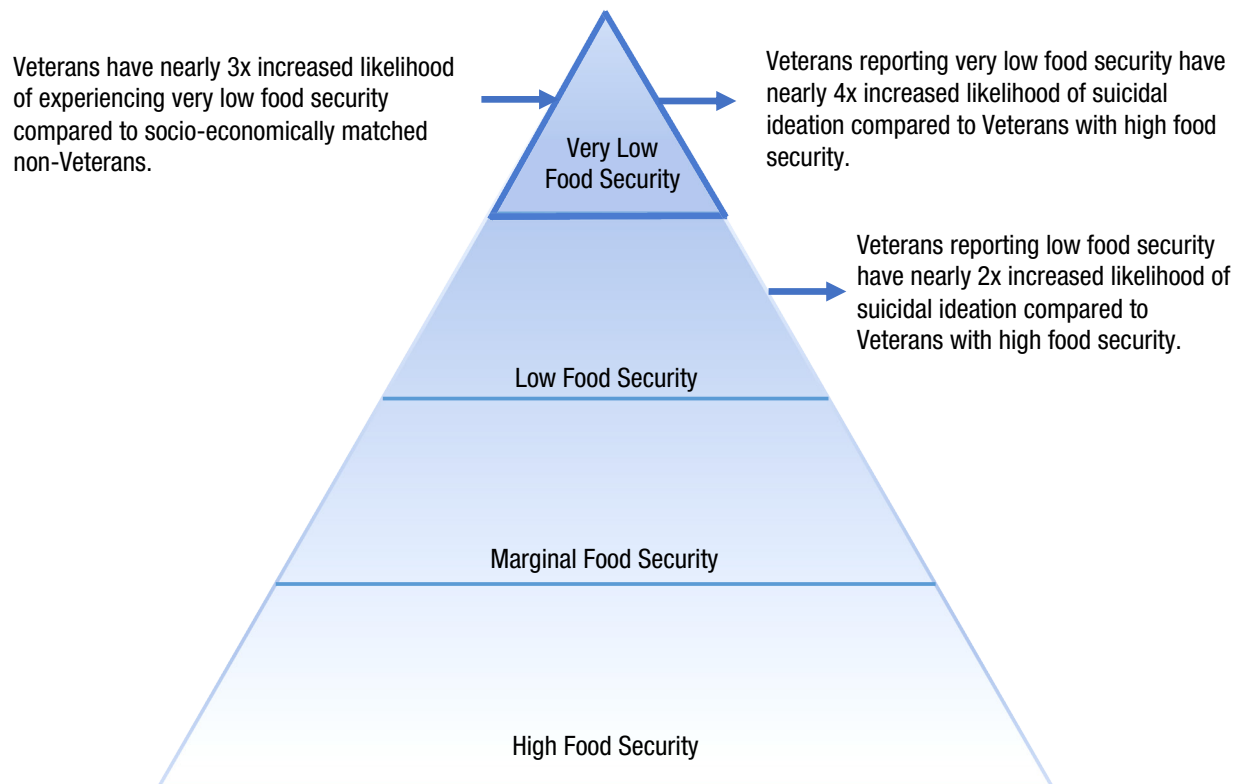 Veterans have nearly 3x increased likelihood
of experiencing very low food security
compared to socio-economically matched
non-Veterans.
Veterans reporting very low food security have
nearly 4x increased likelihood of suicidal
ideation compared to Veterans with high food
security.
Very Low
Food Security
Veterans reporting low food security
have nearly 2x increased likelihood of
suicidal ideation compared to
Veterans with high food security.
Low Food Security
Marginal Food Security
High Food Security